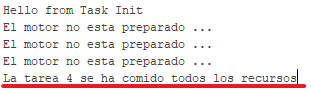 Hello from Task Init
El motor no esta preparado ...
El motor no esta preparado ...
El motor no esta preparado ...
La tarea 4 se ha comido todos los recursos